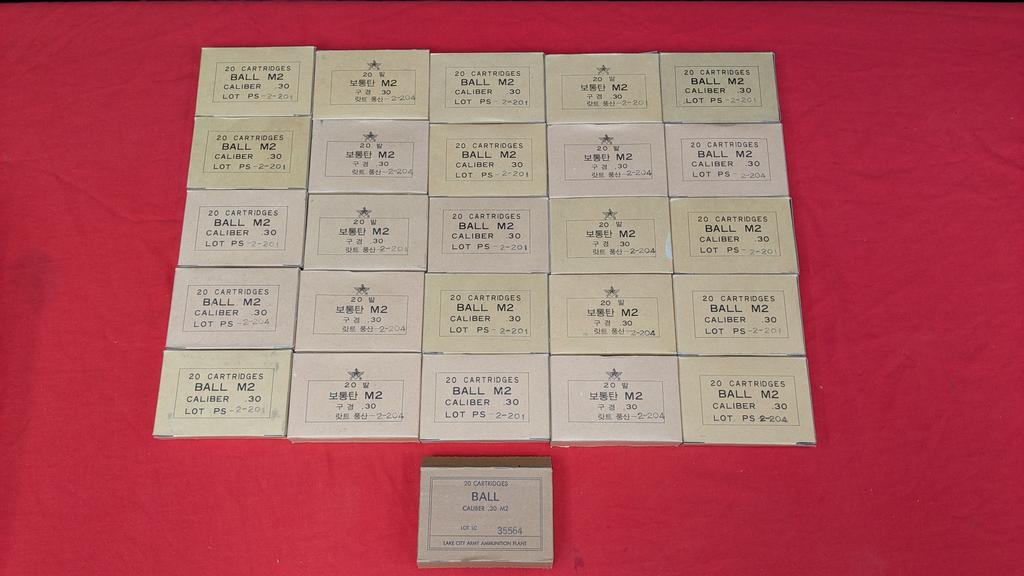 20 CARTRIDGES
BALL M2
CALIBER .30
LOT PS-2-201
20 발
보통탄 M2
구경 .30
랏트 풍산-2-204
20 CARTRIDGES
BALL M2
CALIBER .30
LOT PS-2-201
20 발
보통탄 M2
구경 .30
랏트 풍산-2-201
20 CARTRIDGES
BALL M2
CALIBER .30
LOT PS-2-201
20 CARTRIDGES
BALL M2
CALIBER .30
LOT PS-2-201
20 발
보통탄 M2
구경 .30
랏트 풍산-2-204
20 CARTRIDGES
BALL M2
CALIBER .30
LOT PS-2-201
20 발
보통탄 M2
구경 .30
랏트 풍산-2-204
20 CARTRIDGES
BALL M2
CALIBER .30
LOT PS-2-204
20 CARTRIDGES
BALL M2
CALIBER .30
LOT PS-2-201
20 발
보통탄 M2
구경 .30
랏트 풍산-2-201
20 CARTRIDGES
BALL M2
CALIBER .30
LOT PS-2-201
20 발
보통탄 M2
구경 .30
랏트 풍산-2-204
20 CARTRIDGES
BALL M2
CALIBER .30
LOT PS-2-201
20 CARTRIDGES
BALL M2
CALIBER .30
LOT PS-2-204
20 발
보통탄 M2
구경 .30
랏트 풍산-2-204
20 CARTRIDGES
BALL M2
CALIBER .30
LOT PS-2-201
20 발
보통탄 M2
구경 .30
랏트 풍산-2-204
20 CARTRIDGES
BALL M2
CALIBER .30
LOT PS-2-201
20 CARTRIDGES
BALL M2
CALIBER .30
LOT PS-2-201
20 발
보통탄 M2
구경 .30
랏트 풍산-2-204
20 CARTRIDGES
BALL M2
CALIBER .30
LOT PS-2-201
20 발
보통탄 M2
구경 .30
랏트 풍산-2-204
20 CARTRIDGES
BALL M2
CALIBER .30
LOT PS 2-204
20 CARTRIDGES
BALL
CALIBER .30 M2
LOT LC 35564
LAKE CITY ARMY AMMUNITION PLANT